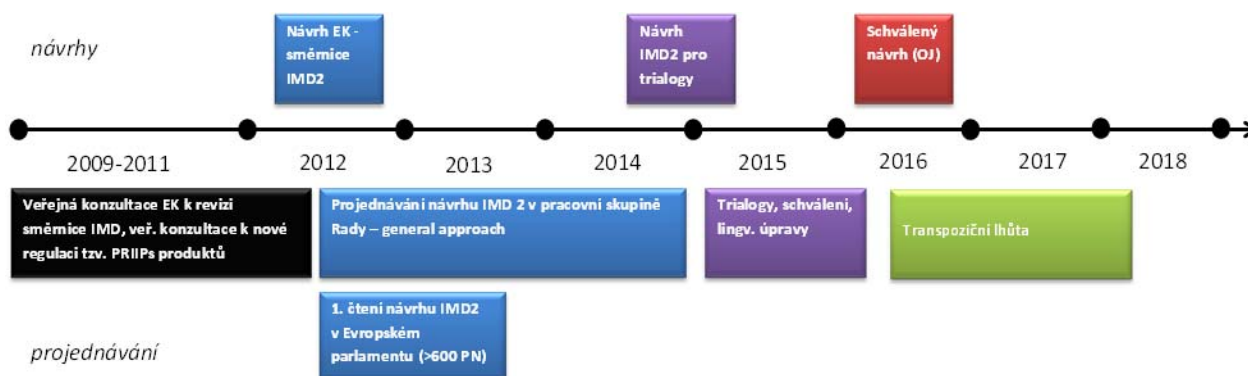 návrhy
Návrh EK -
směrnice
IMD2
Návrh
IMD2 pro
trialogy
Schválený
návrh (OJ)
2009-2011
2012
2013
2014
2015
2016
2017
2018
Veřejná konzultace EK k revizi
směrnice IMD, veř. konzultace k nové
regulaci tzv. PRIIPs produktů
Projednávání návrhu IMD 2 v pracovní skupině
Rady – general approach
Trialogy, schválení,
lingv. úpravy
Transpoziční lhůta
1. čtení návrhu IMD2
v Evropském
parlamentu (>600 PN)
projednávání